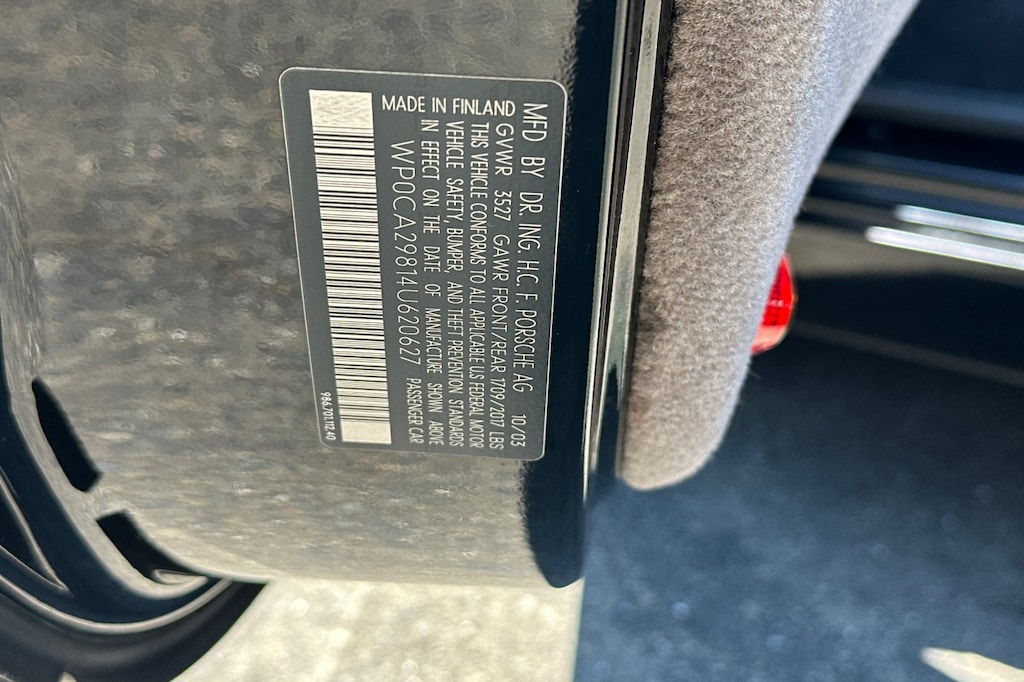 MFD BY DR. ING. H.C. F. PORSCHE AG 10/03
GVWR 3527 GAWR FRONT/REAR 1709/2017 LBS
THIS VEHICLE CONFORMS TO ALL APPLICABLE US FEDERAL MOTOR
VEHICLE SAFETY, BUMPER, AND THEFT PREVENTION STANDARDS
IN EFFECT ON THE DATE OF MANUFACTURE SHOWN ABOVE
MADE IN FINLAND
WP0CA29814U620627 PASSENGER CAR
986.701.112.40